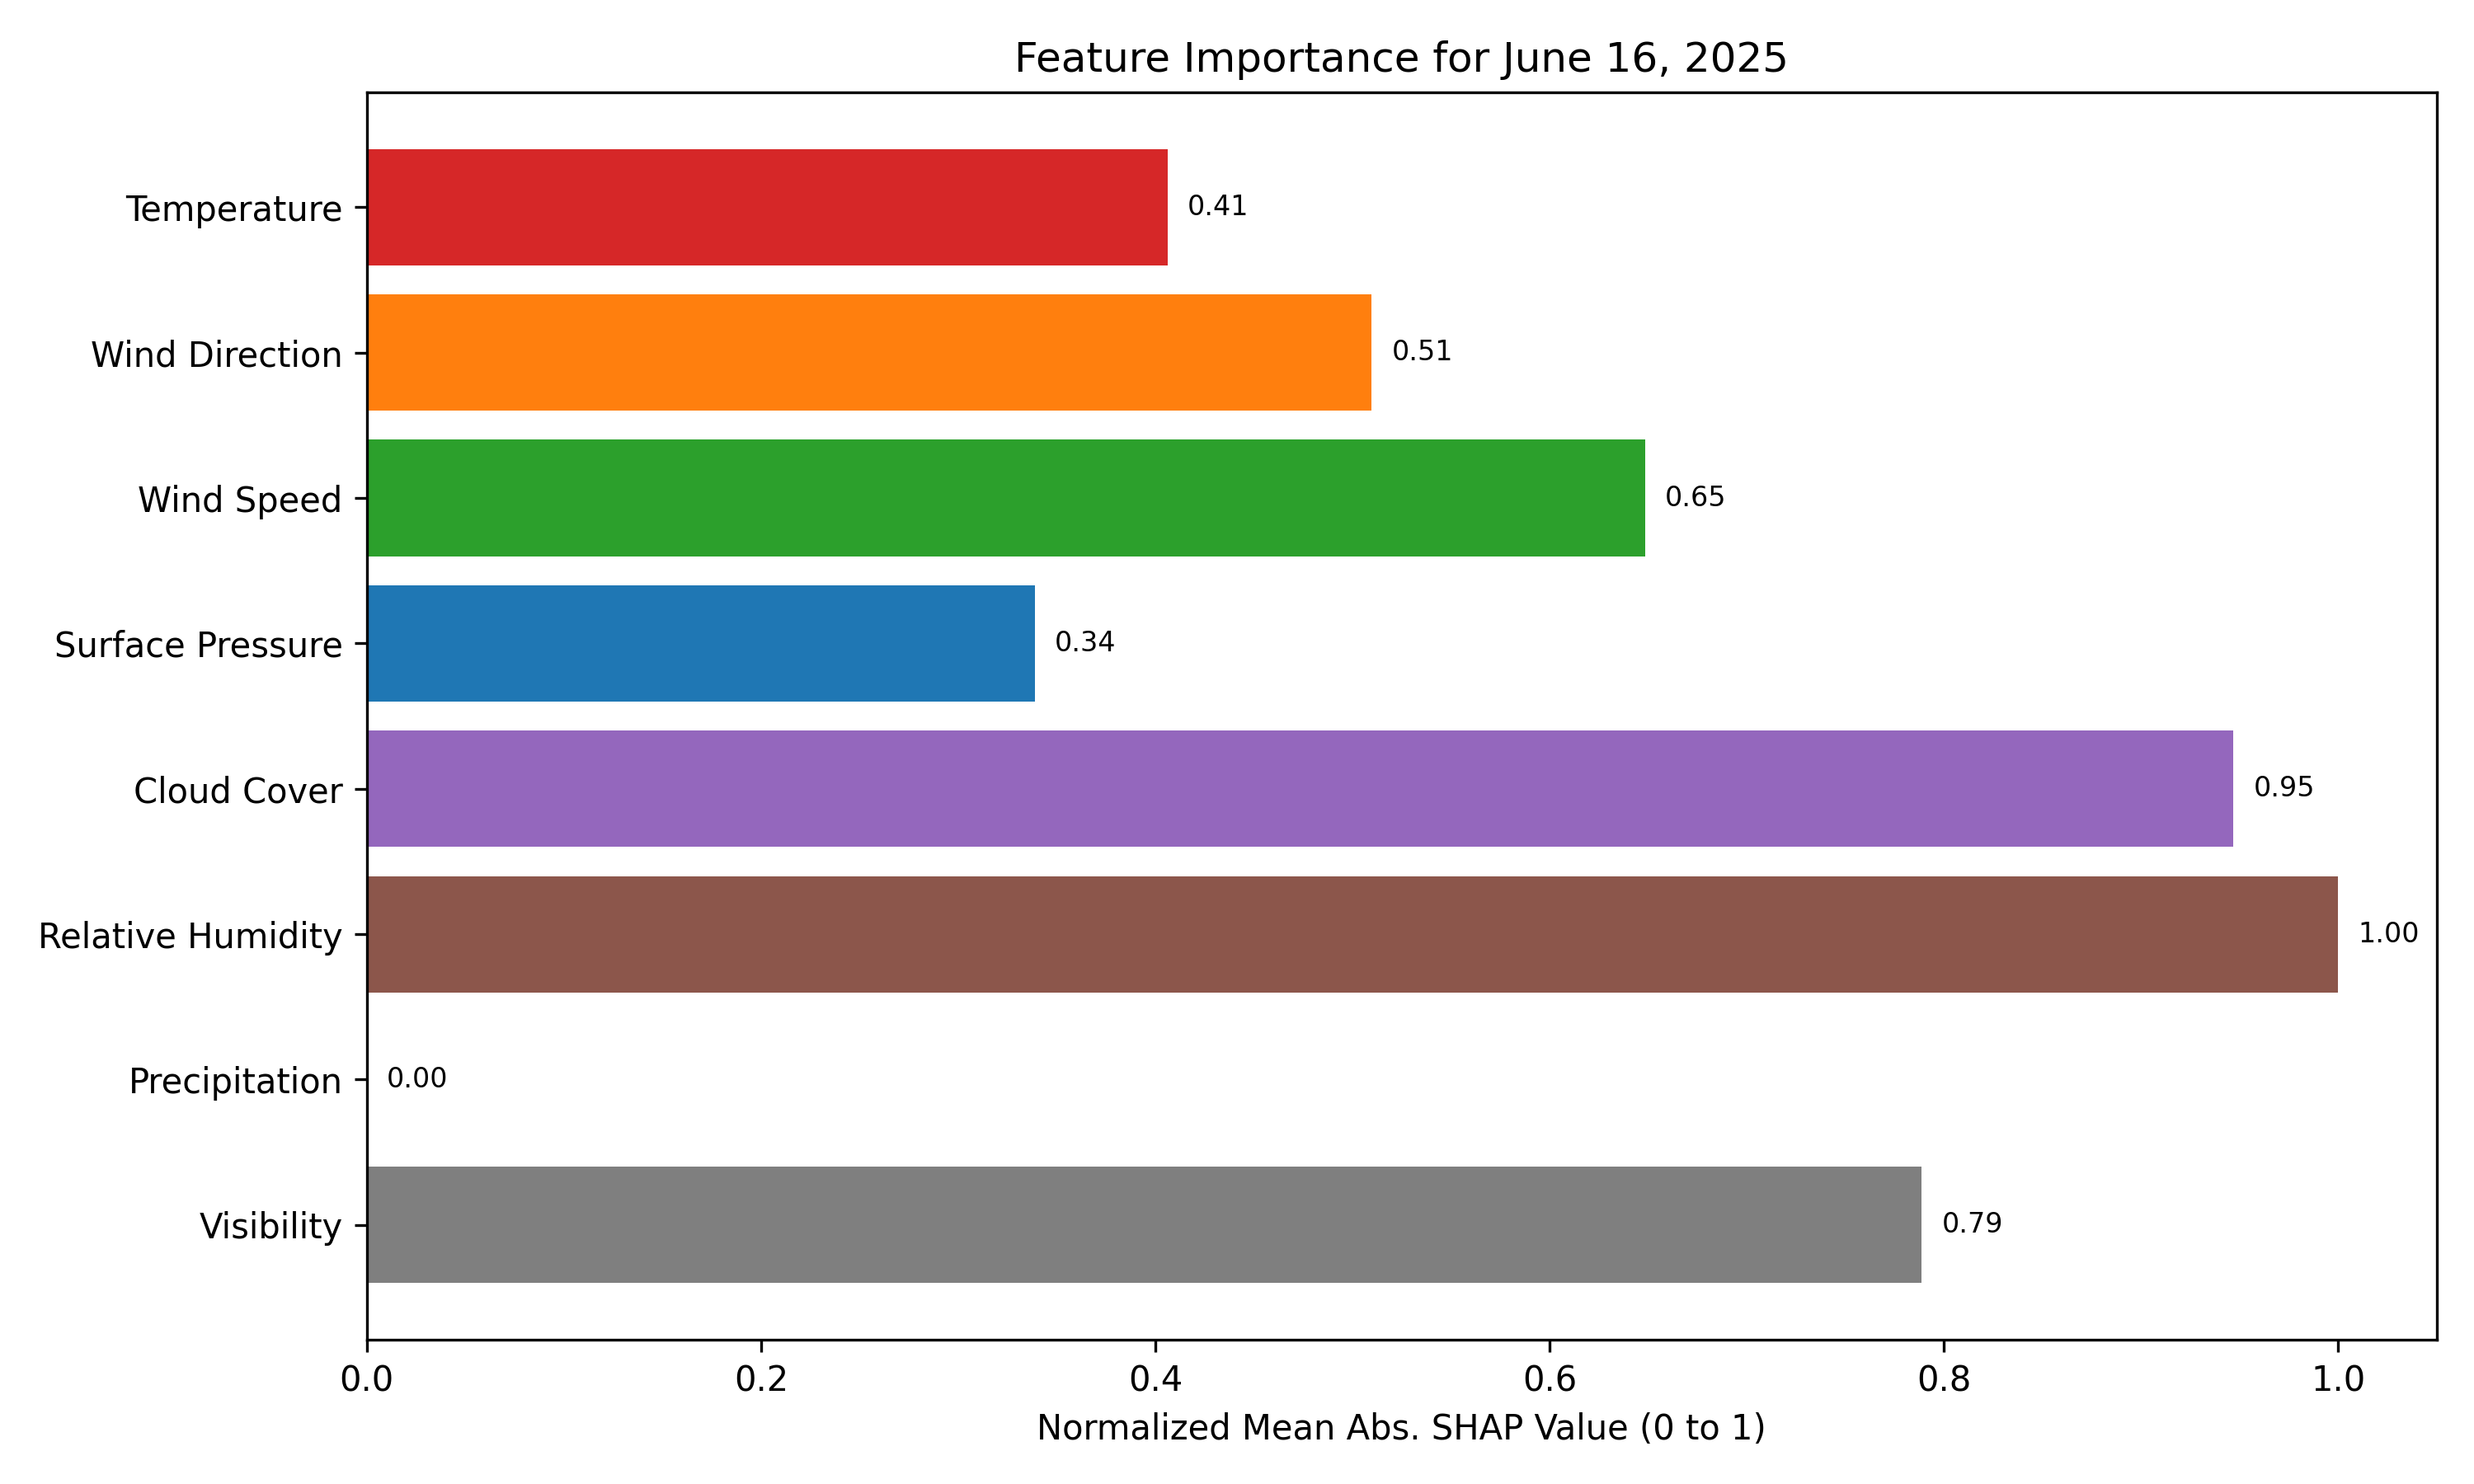 Feature Importance for June 16, 2025
Temperature
0.41
Wind Direction
0.51
Wind Speed
0.65
Surface Pressure
0.34
Cloud Cover
0.95
Relative Humidity
1.00
Precipitation
0.00
Visibility
0.79
0.0 0.2 0.4 0.6 0.8 1.0
Normalized Mean Abs. SHAP Value (0 to 1)